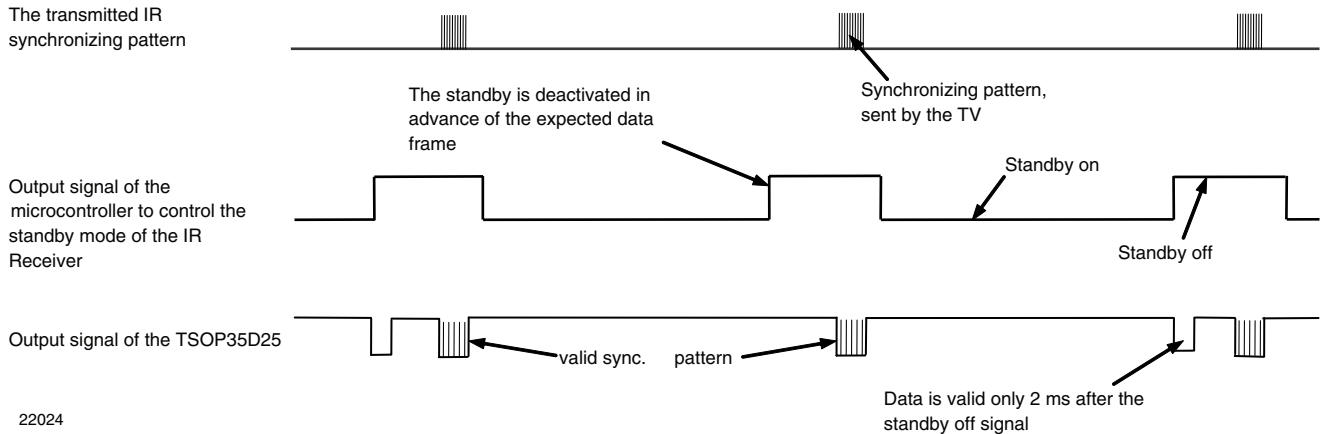 The transmitted IR
synchronizing pattern
The standby is deactivated in
advance of the expected data
frame
Synchronizing pattern,
sent by the TV
Output signal of the
microcontroller to control the
standby mode of the IR
Receiver
Standby on
Standby off
Output signal of the TSOP35D25
valid sync. pattern
Data is valid only 2 ms after the
standby off signal
22024